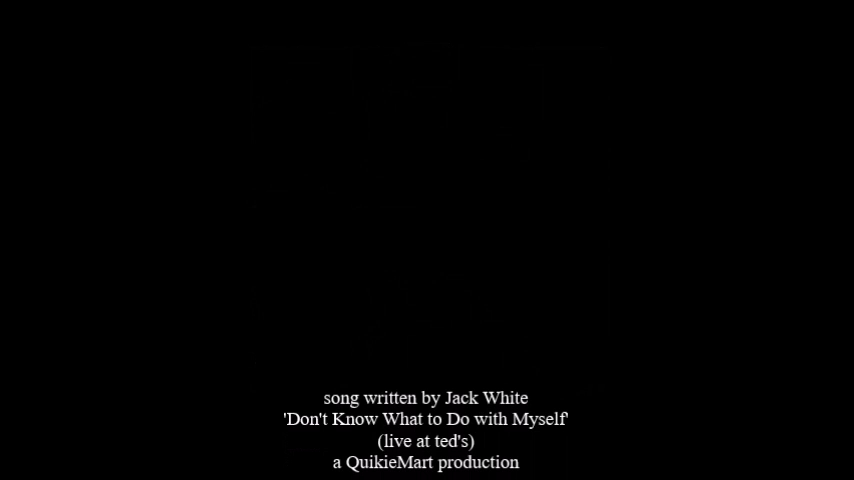 song written by Jack White
'Don't Know What to Do with Myself'
(live at ted's)
a QuikieMart production